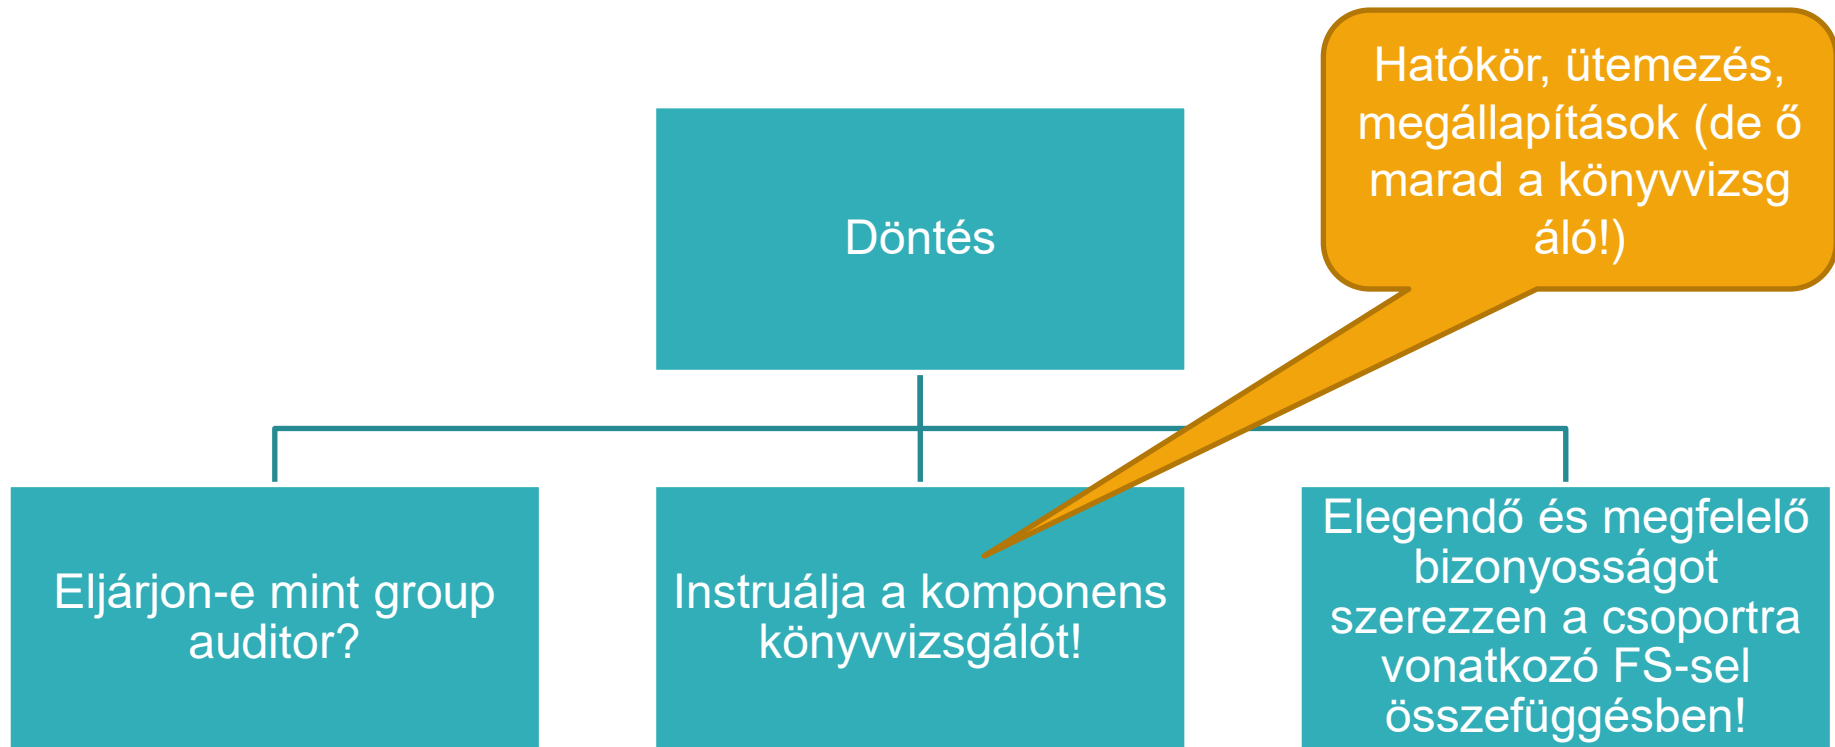 Hatókör, ütemezés,
megállapítások (de ő
marad a könyvvizsg
áló!)
Döntés
Eljárjon-e mint group
auditor?
Instruálja a komponens
könyvvizsgálót!
Elegendő és megfelelő
bizonyosságot
szerezzen a csoportra
vonatkozó FS-sel
összefüggésben!